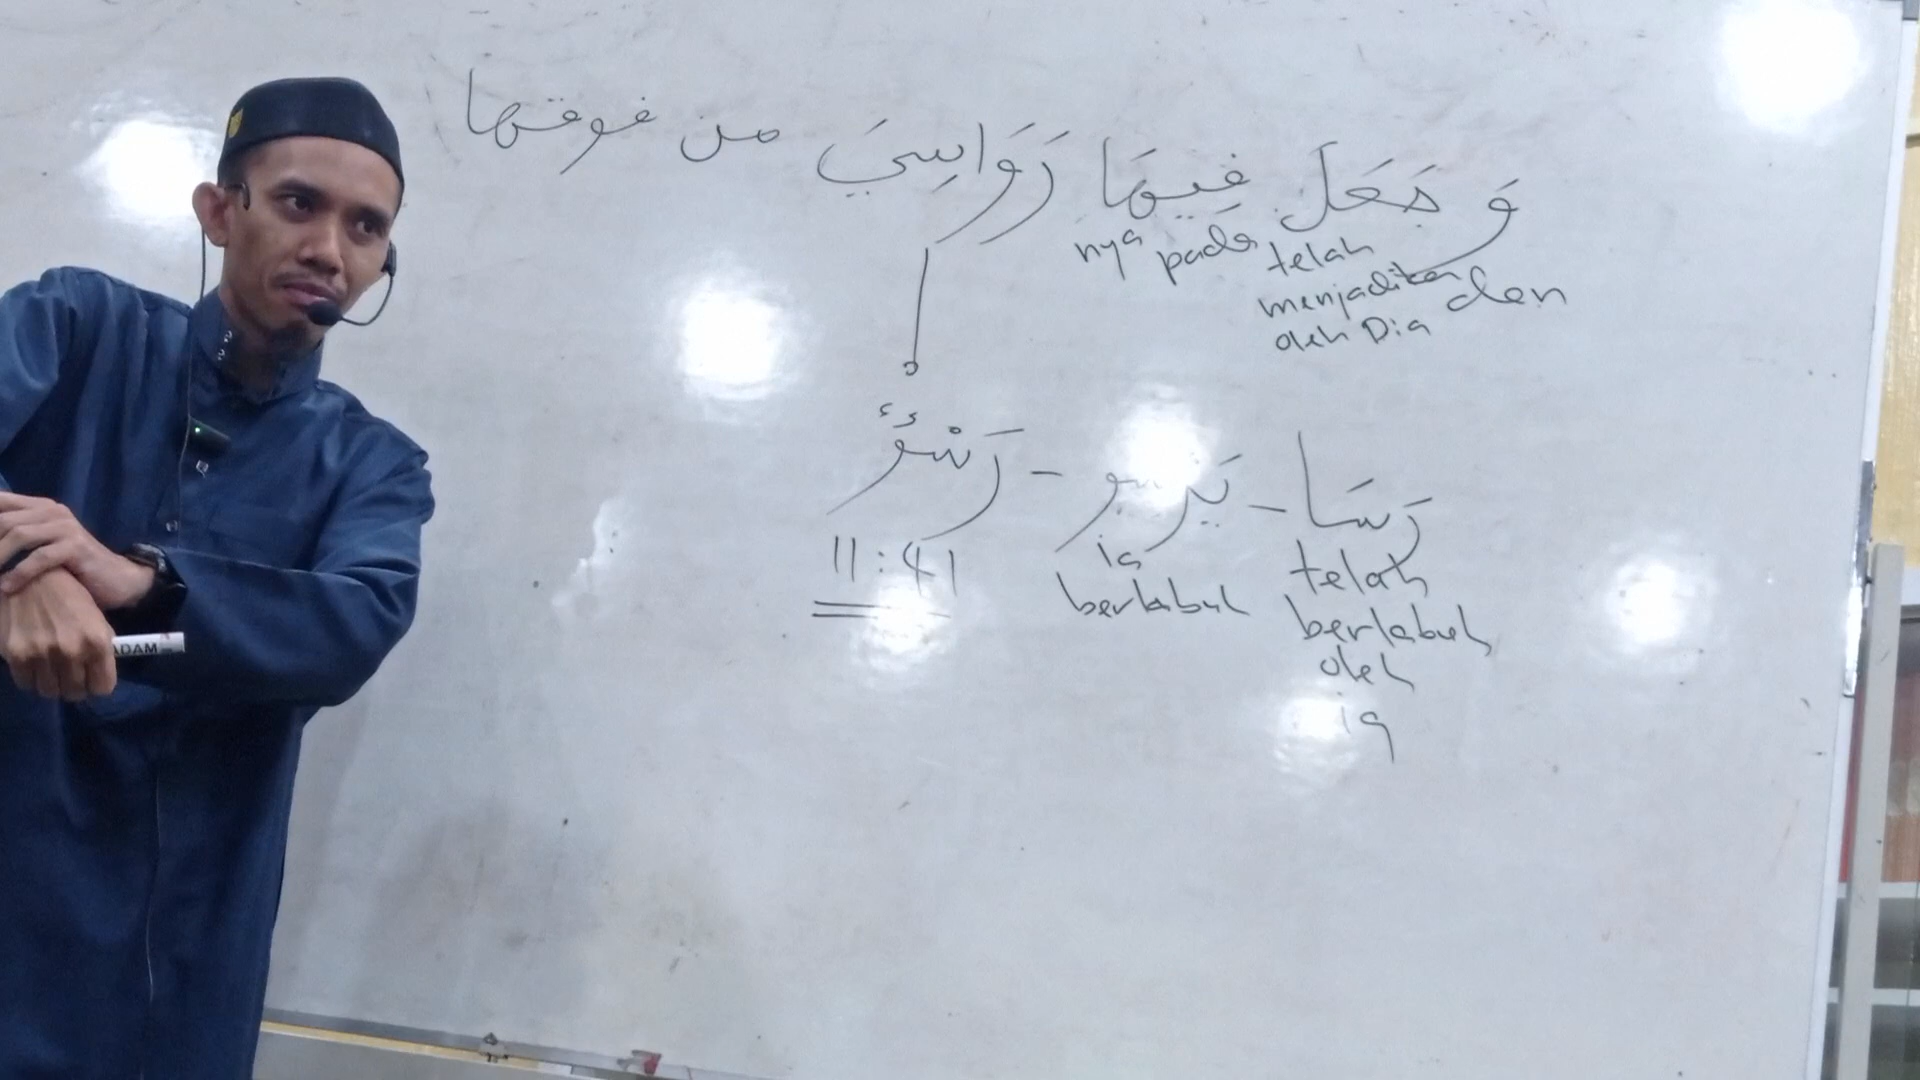 وَ جَعَلَ فِيهَا رَوَاسِيَ من فوقها
nya pada telah
menjadikan dan
oleh Dia
رَسَا - يَرْسو - رَسْوٌ
telah
berlabuh
oleh
ia
ia
berlabuh
11:41
ADAM